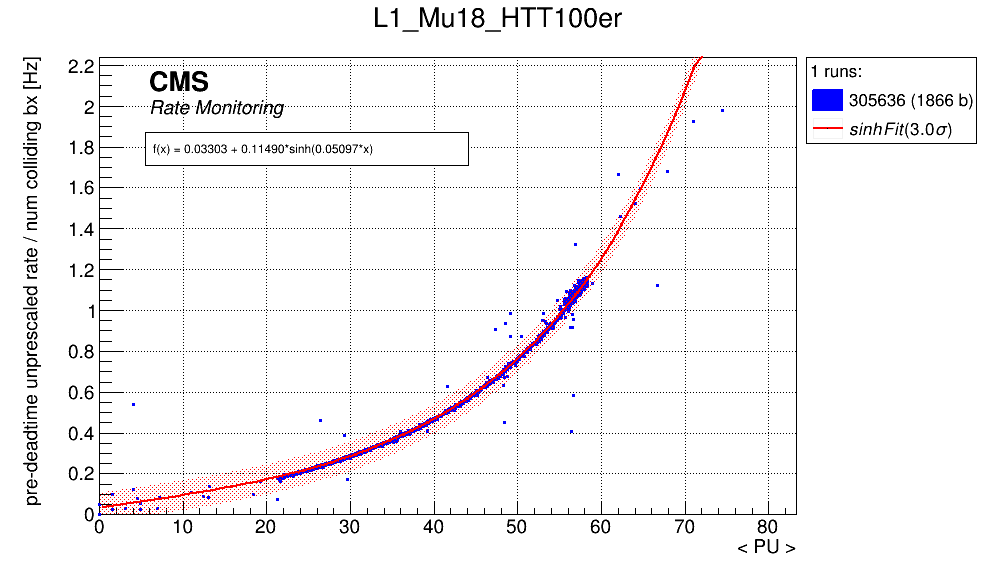 L1_Mu18_HTT100er
pre-deadtime unprescaled rate / num colliding bx [Hz]
CMS
Rate Monitoring
f(x) = 0.03303 + 0.11490*sinh(0.05097*x)
1 runs:
305636 (1866 b)
sinhFit(3.0σ)
2.2
2
1.8
1.6
1.4
1.2
1
0.8
0.6
0.4
0.2
0
0 10 20 30 40 50 60 70 80
< PU >